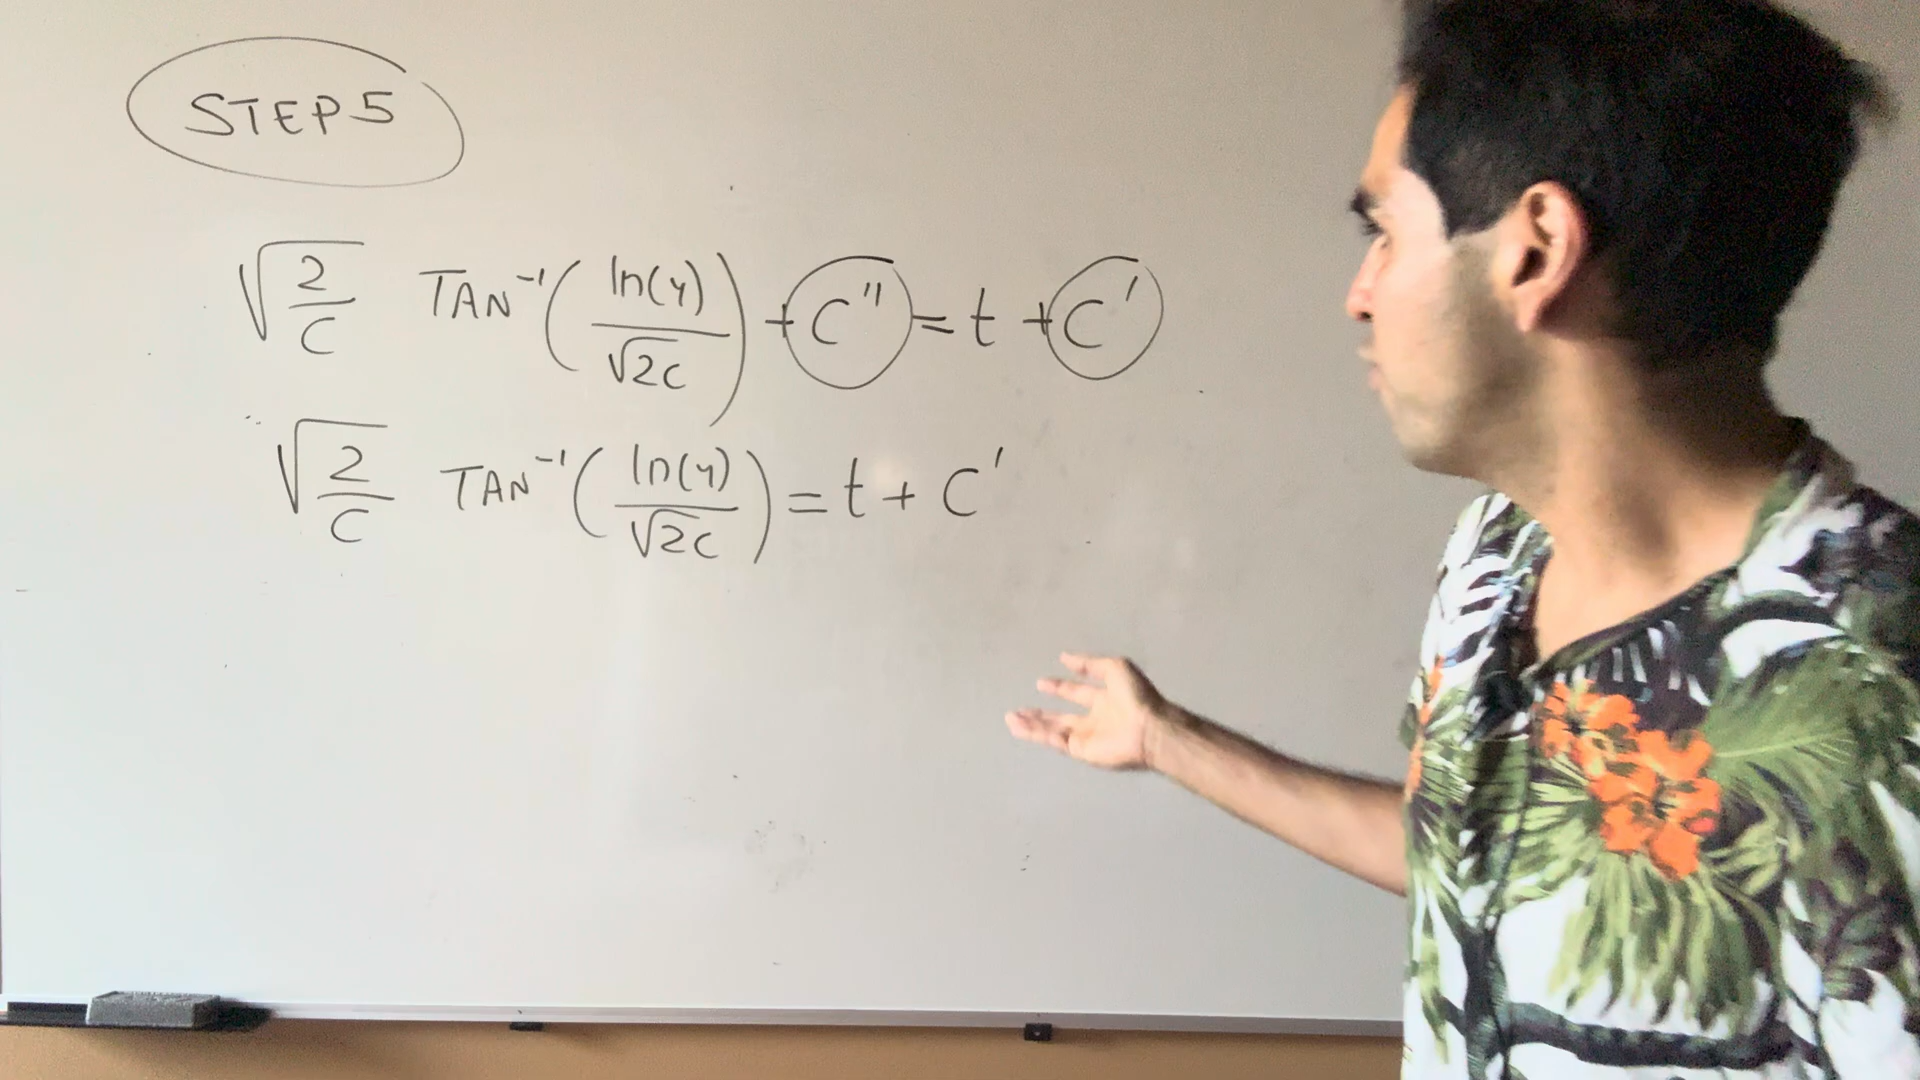 STEP 5
√(2/C) TAN⁻¹(ln(y)/√2C) + C'' = t + C'
√(2/C) TAN⁻¹(ln(y)/√2C) = t + C'